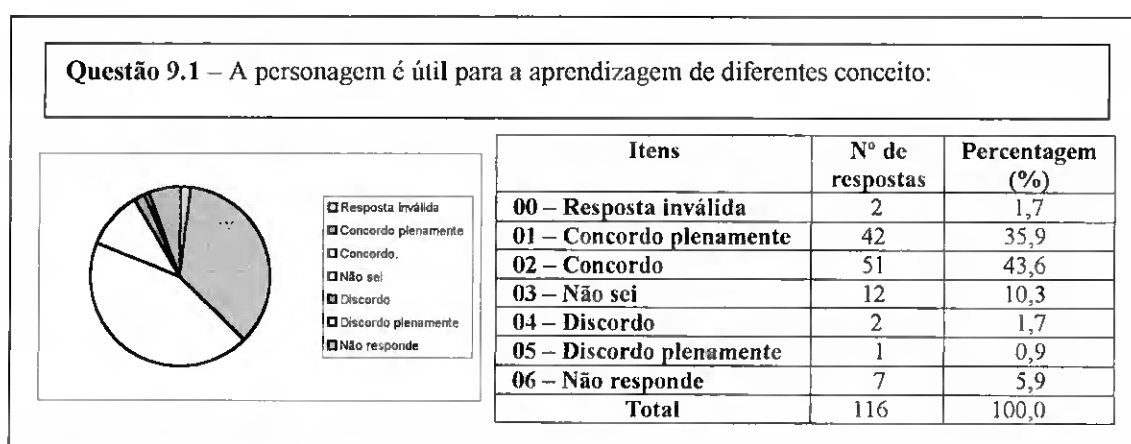 Questão 9.1 – A personagem é útil para a aprendizagem de diferentes conceito:
Resposta inválida
Concordo plenamente
Concordo.
Não sei
Discordo
Discordo plenamente
Não responde
Itens Nº de respostas Percentagem (%)
00 – Resposta inválida 2 1,7
01 – Concordo plenamente 42 35,9
02 – Concordo 51 43,6
03 – Não sei 12 10,3
04 – Discordo 2 1,7
05 – Discordo plenamente 1 0,9
06 – Não responde 7 5,9
Total 116 100,0